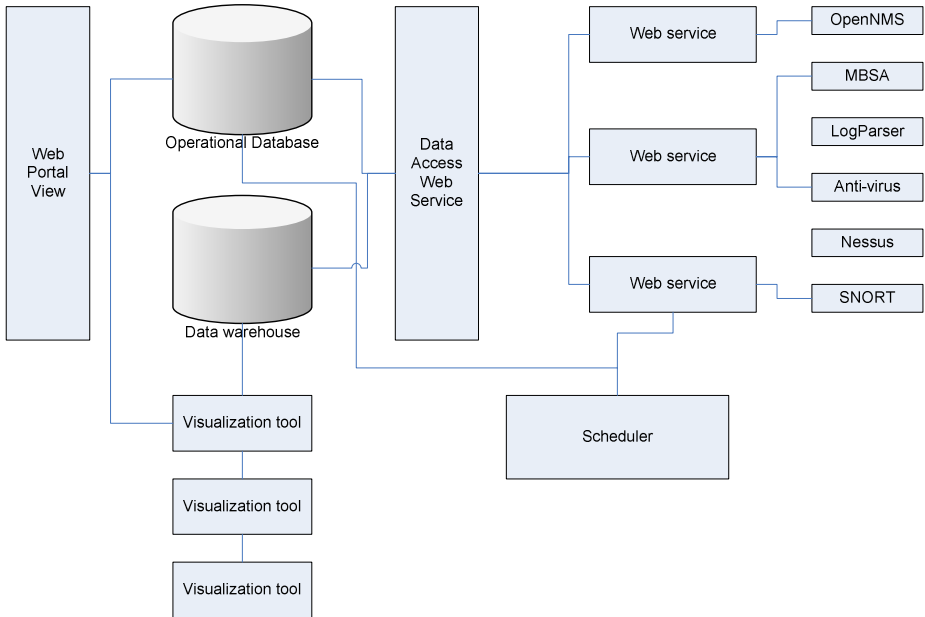 Web
Portal
View
Operational Database
Data warehouse
Visualization tool
Visualization tool
Visualization tool
Data
Access
Web
Service
Web service
Web service
Web service
Scheduler
OpenNMS
MBSA
LogParser
Anti-virus
Nessus
SNORT